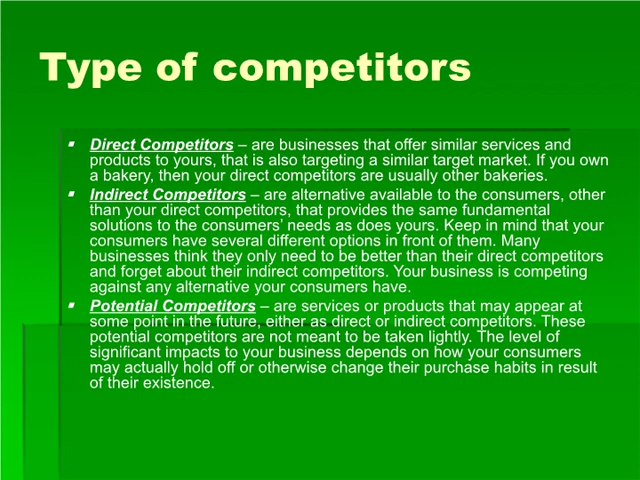 Type of competitors
▪ Direct Competitors – are businesses that offer similar services and
products to yours, that is also targeting a similar target market. If you own
a bakery, then your direct competitors are usually other bakeries.
▪ Indirect Competitors – are alternative available to the consumers, other
than your direct competitors, that provides the same fundamental
solutions to the consumers’ needs as does yours. Keep in mind that your
consumers have several different options in front of them. Many
businesses think they only need to be better than their direct competitors
and forget about their indirect competitors. Your business is competing
against any alternative your consumers have.
▪ Potential Competitors – are services or products that may appear at
some point in the future, either as direct or indirect competitors. These
potential competitors are not meant to be taken lightly. The level of
significant impacts to your business depends on how your consumers
may actually hold off or otherwise change their purchase habits in result
of their existence.